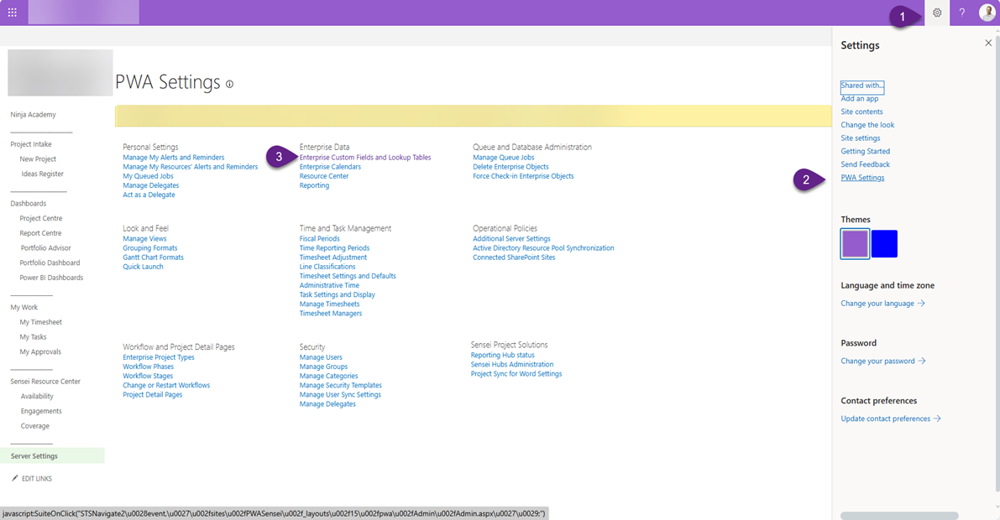 1
?
PWA Settings
Ninja Academy
Project Intake
New Project
Ideas Register
Dashboards
Project Centre
Report Centre
Portfolio Advisor
Portfolio Dashboard
Power BI Dashboards
My Work
My Timesheet
My Tasks
My Approvals
Sensei Resource Center
Availability
Engagements
Coverage
Server Settings
EDIT LINKS
Personal Settings
Manage My Alerts and Reminders
Manage My Resources' Alerts and Reminders
My Queued Jobs
Manage Delegates
Act as a Delegate
3
Enterprise Data
Enterprise Custom Fields and Lookup Tables
Enterprise Calendars
Resource Center
Reporting
Queue and Database Administration
Manage Queue Jobs
Delete Enterprise Objects
Force Check-in Enterprise Objects
Look and Feel
Manage Views
Grouping Formats
Gantt Chart Formats
Quick Launch
Time and Task Management
Fiscal Periods
Time Reporting Periods
Timesheet Adjustment
Line Classifications
Timesheet Settings and Defaults
Administrative Time
Task Settings and Display
Manage Timesheets
Timesheet Managers
Operational Policies
Additional Server Settings
Active Directory Resource Pool Synchronization
Connected SharePoint Sites
Workflow and Project Detail Pages
Enterprise Project Types
Workflow Phases
Workflow Stages
Change or Restart Workflows
Project Detail Pages
Security
Manage Users
Manage Groups
Manage Categories
Manage Security Templates
Manage User Sync Settings
Manage Delegates
Sensei Project Solutions
Reporting Hub status
Sensei Hubs Administration
Project Sync for Word Settings
Settings
Shared with...
Add an app
Site contents
Change the look
Site settings
Getting Started
Send Feedback
2
PWA Settings
Themes
Language and time zone
Change your language →
Password
Change your password →
Contact preferences
Update contact preferences →
javascript:SuiteOnClick("STSNavigate2\u0028event,\u0027\u002fsites\u002fPWASensei\u002f_layouts\u002f15\u002fpwa\u002fAdmin\u002fAdmin.aspx\u0027\u0029;")